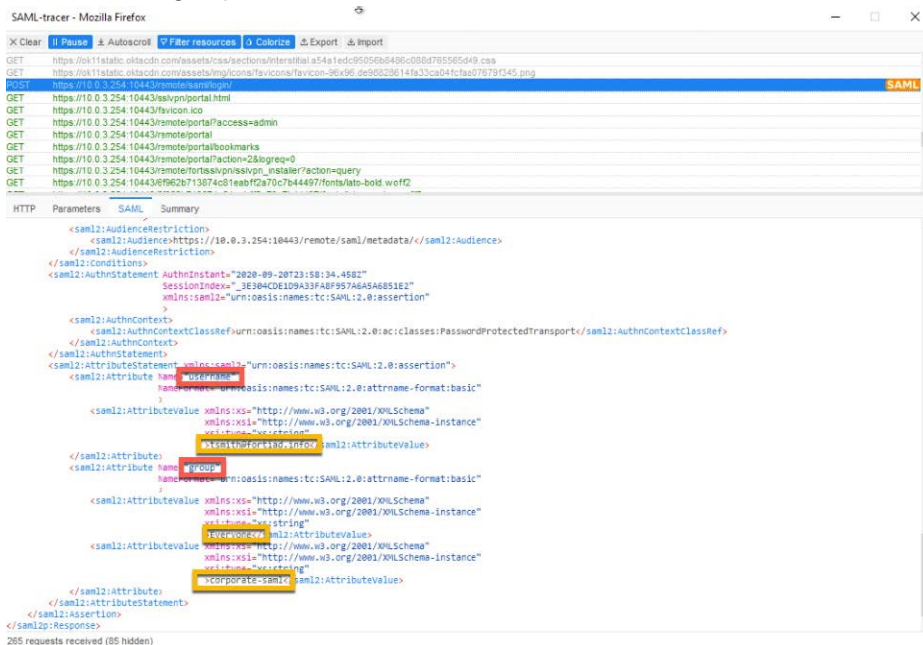 SAML-tracer - Mozilla Firefox
X Clear || Pause Autoscroll Filter resources Colorize Export Import
GET https://ok11static.oktacdn.com/assets/css/sections/interstitial.a54a1edc95056b8486c088d765565d49.css
GET https://ok11static.oktacdn.com/assets/img/icons/favicons/favicon-96x96.de98828614fa33ca04fcfaa07679f345.png
POST https://10.0.3.254:10443/remote/saml/login/ SAML
GET https://10.0.3.254:10443/sslvpn/portal.html
GET https://10.0.3.254:10443/favicon.ico
GET https://10.0.3.254:10443/remote/portal?access=admin
GET https://10.0.3.254:10443/remote/portal
GET https://10.0.3.254:10443/remote/portal/bookmarks
GET https://10.0.3.254:10443/remote/portal?action=2&logreq=0
GET https://10.0.3.254:10443/remote/fortisslvpn/sslvpn_installer?action=query
GET https://10.0.3.254:10443/6f962b713874c81eabff2a70c7b44497/fonts/lato-bold.woff2
HTTP Parameters SAML Summary
>
<saml2:AudienceRestriction>
<saml2:Audience>https://10.0.3.254:10443/remote/saml/metadata/</saml2:Audience>
</saml2:AudienceRestriction>
</saml2:Conditions>
<saml2:AuthnStatement AuthnInstant="2020-09-20T23:58:34.458Z"
SessionIndex="_3E304CDE1D9A33FA8F957A6A5A6851E2"
xmlns:saml2="urn:oasis:names:tc:SAML:2.0:assertion"
>
<saml2:AuthnContext>
<saml2:AuthnContextClassRef>urn:oasis:names:tc:SAML:2.0:ac:classes:PasswordProtectedTransport</saml2:AuthnContextClassRef>
</saml2:AuthnContext>
</saml2:AuthnStatement>
<saml2:AttributeStatement xmlns:saml2="urn:oasis:names:tc:SAML:2.0:assertion">
<saml2:Attribute Name="username"
NameFormat="urn:oasis:names:tc:SAML:2.0:attrname-format:basic"
>
<saml2:AttributeValue xmlns:xs="http://www.w3.org/2001/XMLSchema"
xmlns:xsi="http://www.w3.org/2001/XMLSchema-instance"
xsi:type="xs:string"
>tsmith@fortiad.info</saml2:AttributeValue>
</saml2:Attribute>
<saml2:Attribute Name="group"
NameFormat="urn:oasis:names:tc:SAML:2.0:attrname-format:basic"
>
<saml2:AttributeValue xmlns:xs="http://www.w3.org/2001/XMLSchema"
xmlns:xsi="http://www.w3.org/2001/XMLSchema-instance"
xsi:type="xs:string"
>Everyone</saml2:AttributeValue>
<saml2:AttributeValue xmlns:xs="http://www.w3.org/2001/XMLSchema"
xmlns:xsi="http://www.w3.org/2001/XMLSchema-instance"
xsi:type="xs:string"
>corporate-saml</saml2:AttributeValue>
</saml2:Attribute>
</saml2:AttributeStatement>
</saml2:Assertion>
</saml2p:Response>
265 requests received (85 hidden)